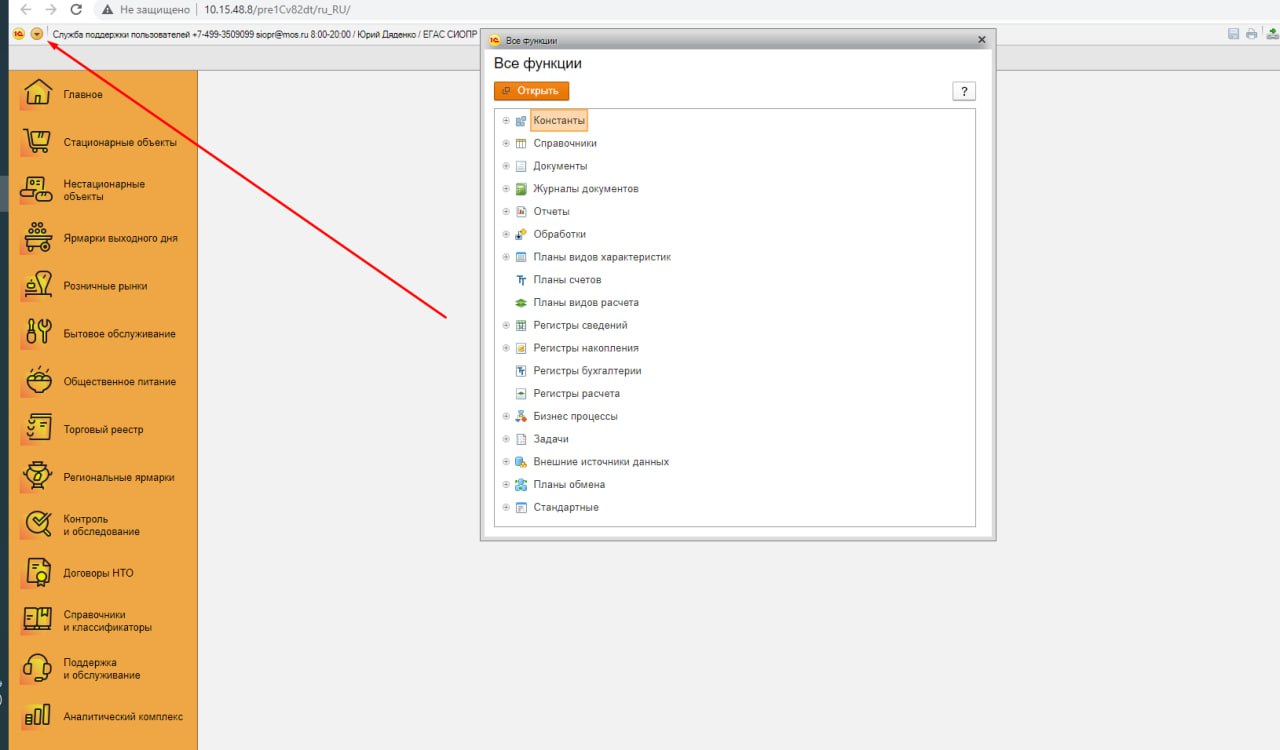 Не защищено 10.15.48.8/pre1Cv82dt/ru_RU/
Служба поддержки пользователей +7-499-3509099 siopr@mos.ru 8:00-20:00 / Юрий Дяденко / ЕГАС СИОПР
Главное
Стационарные объекты
Нестационарные
объекты
Ярмарки выходного дня
Розничные рынки
Бытовое обслуживание
Общественное питание
Торговый реестр
Региональные ярмарки
Контроль
и обследование
Договоры НТО
Справочники
и классификаторы
Поддержка
и обслуживание
Аналитический комплекс
Все функции
Все функции
Открыть
?
Константы
Справочники
Документы
Журналы документов
Отчеты
Обработки
Планы видов характеристик
Планы счетов
Планы видов расчета
Регистры сведений
Регистры накопления
Регистры бухгалтерии
Регистры расчета
Бизнес процессы
Задачи
Внешние источники данных
Планы обмена
Стандартные